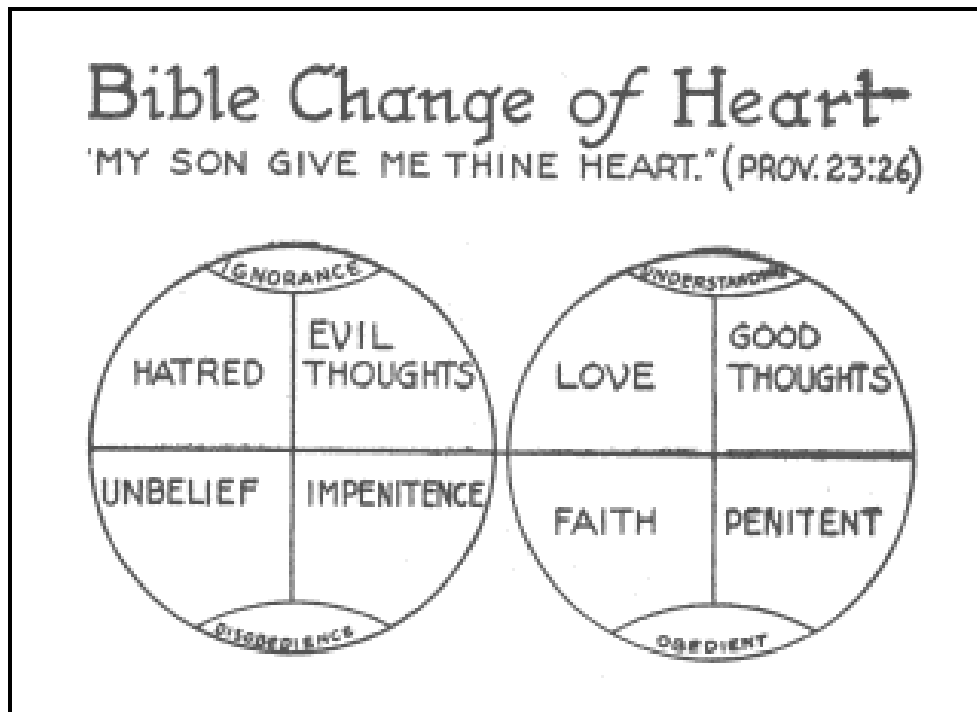 Bible Change of Heart
"MY SON GIVE ME THINE HEART." (PROV. 23:26)
IGNORANCE
HATRED
EVIL
THOUGHTS
UNBELIEF
IMPENITENCE
DISOBEDIENCE
UNDERSTANDING
LOVE
GOOD
THOUGHTS
FAITH
PENITENT
OBEDIENT